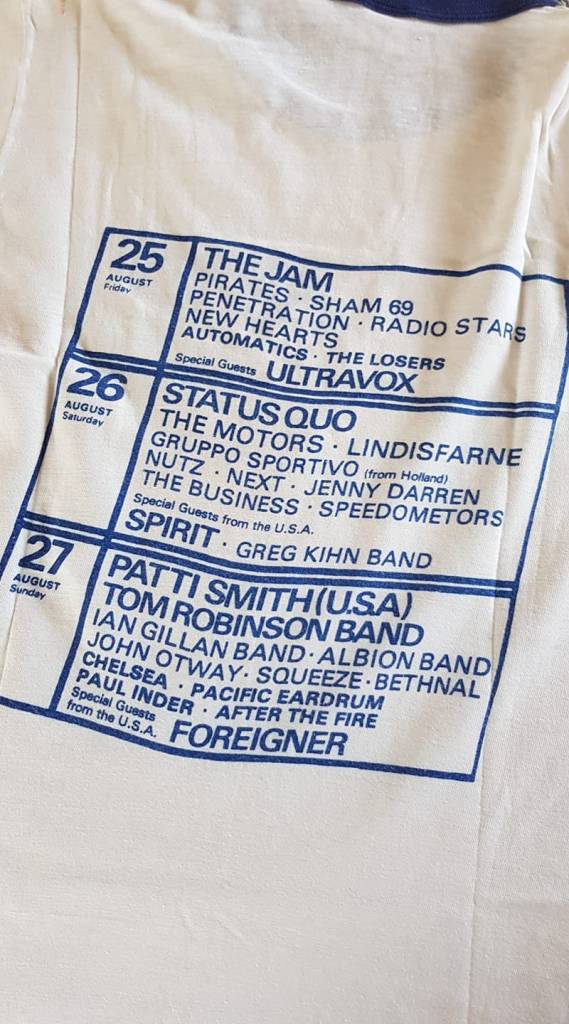 25
AUGUST
Friday
THE JAM
PIRATES · SHAM 69
PENETRATION · RADIO STARS
NEW HEARTS
AUTOMATICS · THE LOSERS
Special Guests ULTRAVOX
26
AUGUST
Saturday
STATUS QUO
THE MOTORS · LINDISFARNE
GRUPPO SPORTIVO (from Holland)
NUTZ · NEXT · JENNY DARREN
THE BUSINESS · SPEEDOMETORS
Special Guests from the U.S.A.
SPIRIT · GREG KIHN BAND
27
AUGUST
Sunday
PATTI SMITH (U.S.A)
TOM ROBINSON BAND
IAN GILLAN BAND · ALBION BAND
JOHN OTWAY · SQUEEZE · BETHNAL
CHELSEA · PACIFIC EARDRUM
PAUL INDER · AFTER THE FIRE
Special Guests
from the U.S.A. FOREIGNER